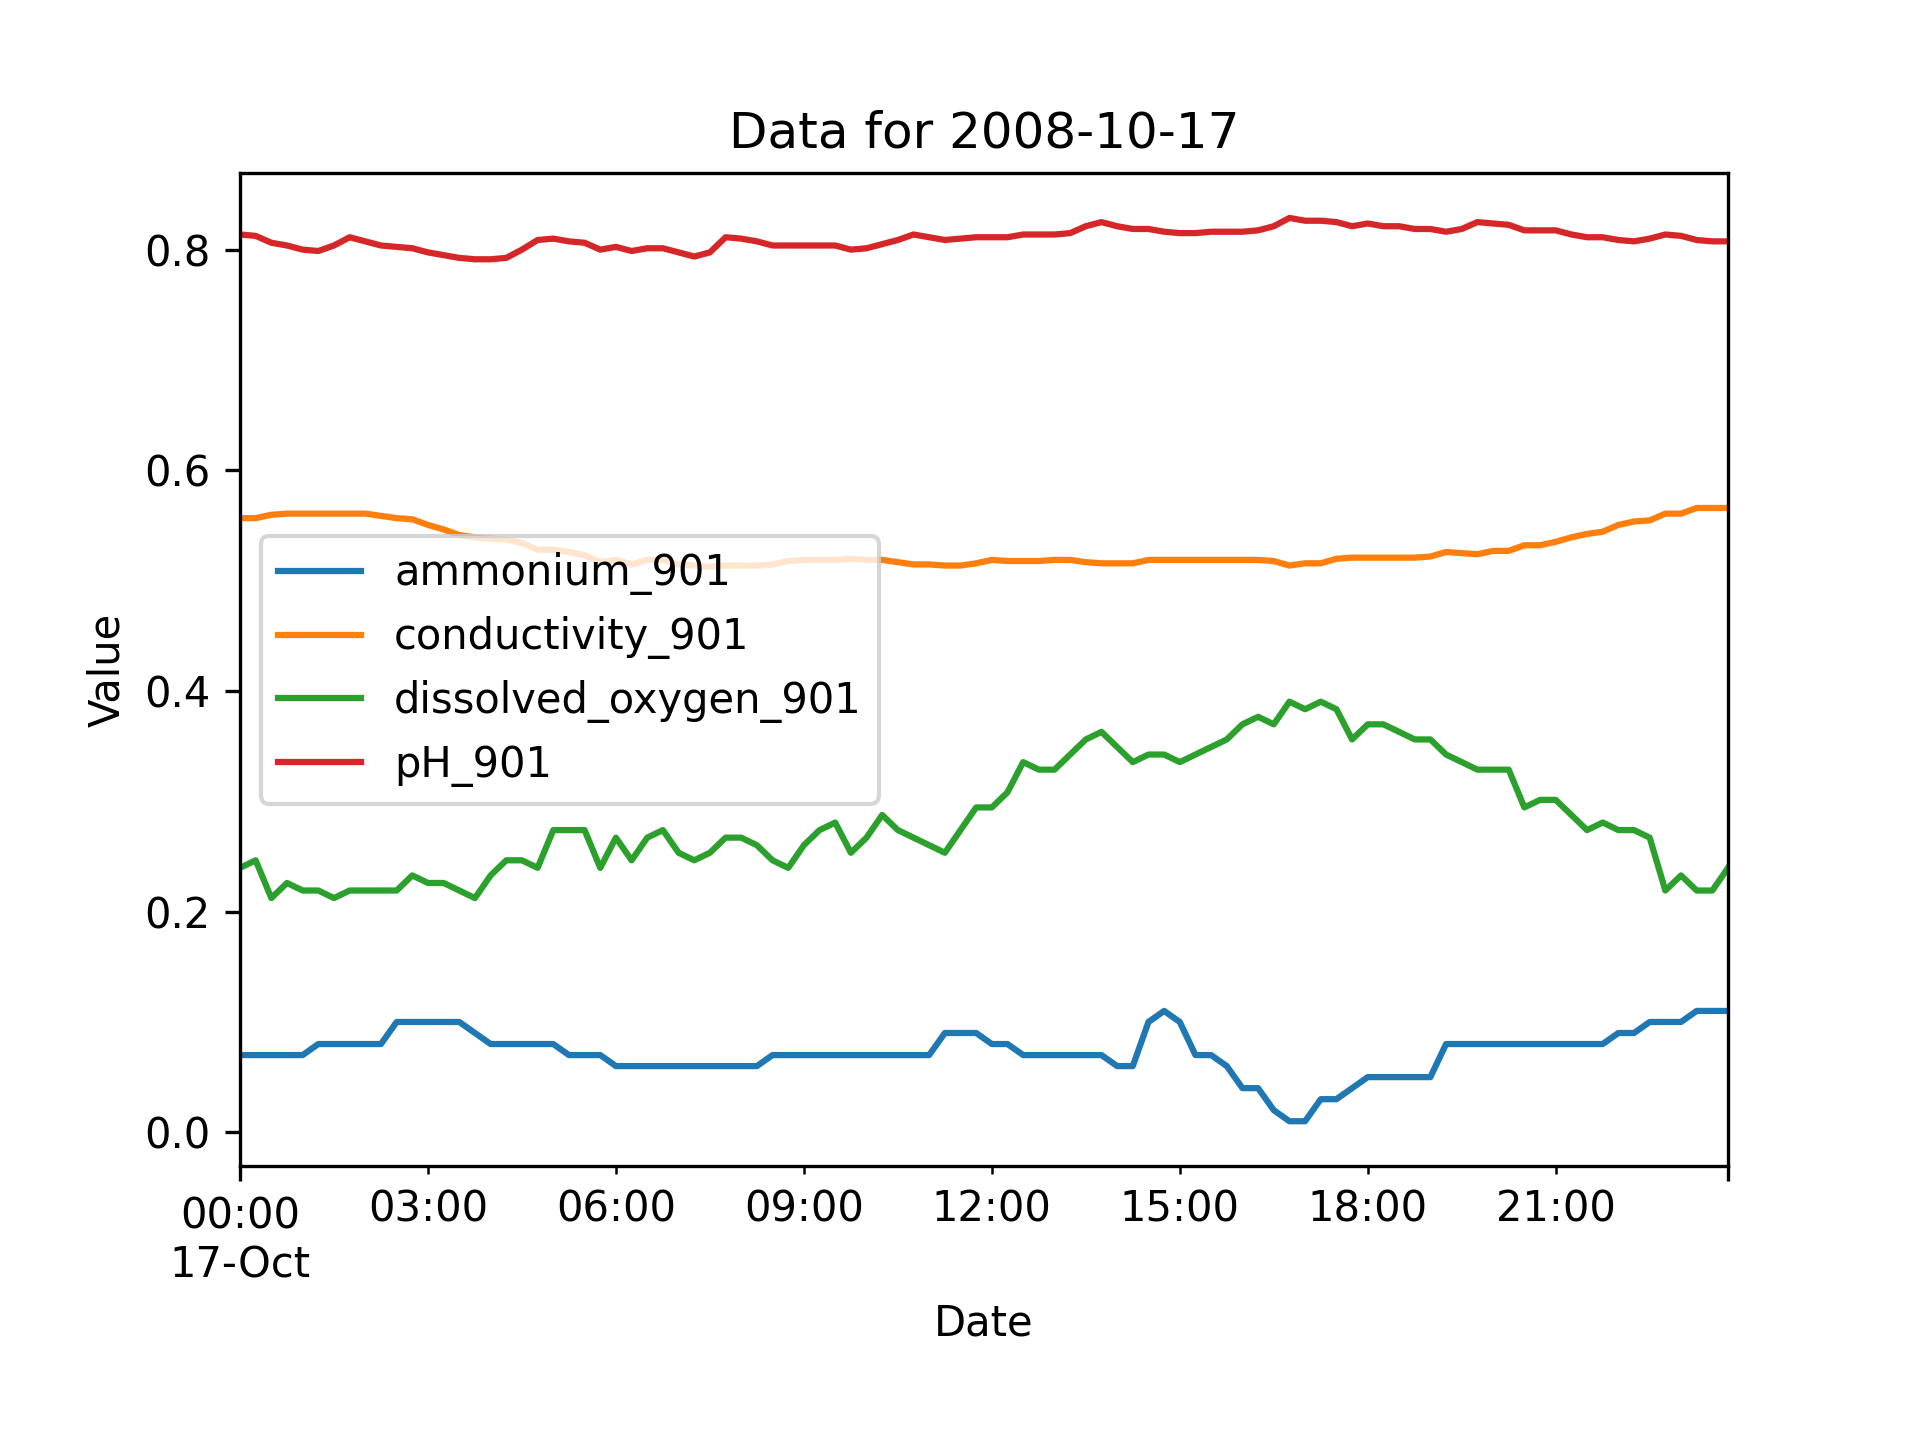 Data for 2008-10-17
0.8
0.6
0.4
0.2
0.0
Value
ammonium_901
conductivity_901
dissolved_oxygen_901
pH_901
00:00 03:00 06:00 09:00 12:00 15:00 18:00 21:00
17-Oct
Date